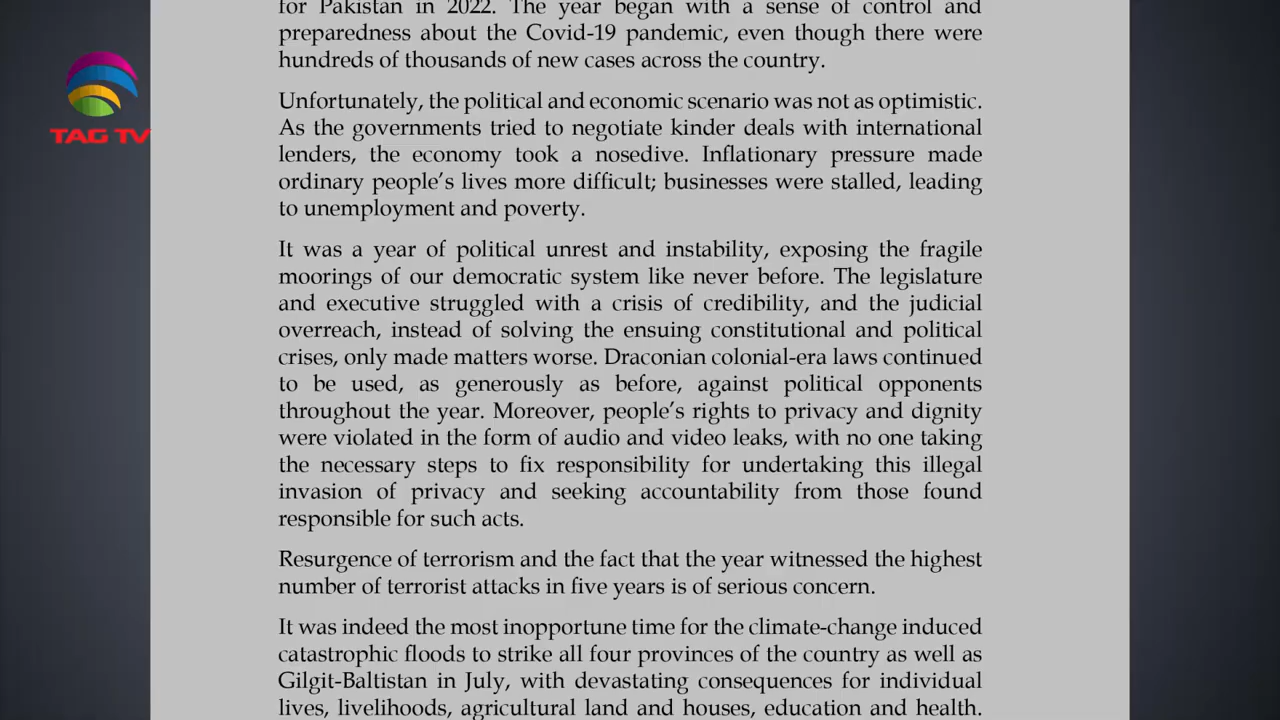 for Pakistan in 2022. The year began with a sense of control and
preparedness about the Covid-19 pandemic, even though there were
hundreds of thousands of new cases across the country.
TAG TV
Unfortunately, the political and economic scenario was not as optimistic.
As the governments tried to negotiate kinder deals with international
lenders, the economy took a nosedive. Inflationary pressure made
ordinary people’s lives more difficult; businesses were stalled, leading
to unemployment and poverty.
It was a year of political unrest and instability, exposing the fragile
moorings of our democratic system like never before. The legislature
and executive struggled with a crisis of credibility, and the judicial
overreach, instead of solving the ensuing constitutional and political
crises, only made matters worse. Draconian colonial-era laws continued
to be used, as generously as before, against political opponents
throughout the year. Moreover, people’s rights to privacy and dignity
were violated in the form of audio and video leaks, with no one taking
the necessary steps to fix responsibility for undertaking this illegal
invasion of privacy and seeking accountability from those found
responsible for such acts.
Resurgence of terrorism and the fact that the year witnessed the highest
number of terrorist attacks in five years is of serious concern.
It was indeed the most inopportune time for the climate-change induced
catastrophic floods to strike all four provinces of the country as well as
Gilgit-Baltistan in July, with devastating consequences for individual
lives, livelihoods, agricultural land and houses, education and health.